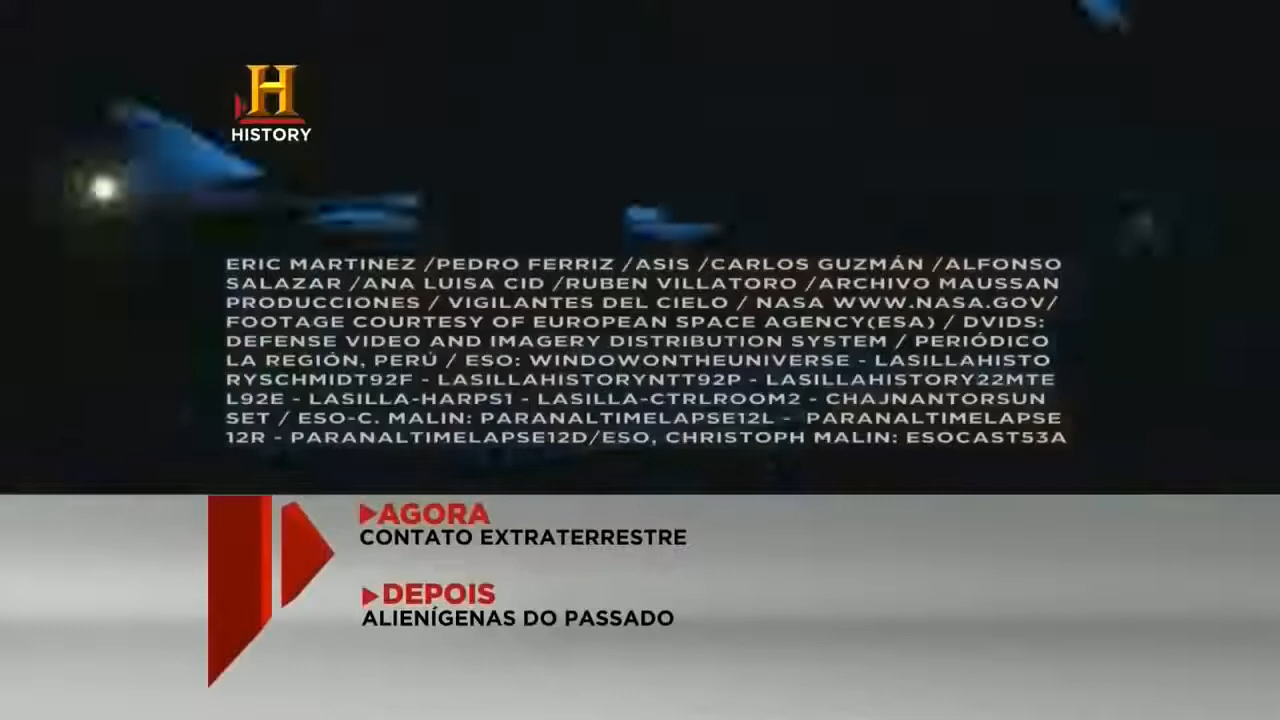 H
HISTORY
ERIC MARTINEZ /PEDRO FERRIZ /ASIS /CARLOS GUZMÁN /ALFONSO
SALAZAR /ANA LUISA CID /RUBEN VILLATORO /ARCHIVO MAUSSAN
PRODUCCIONES / VIGILANTES DEL CIELO / NASA WWW.NASA.GOV/
FOOTAGE COURTESY OF EUROPEAN SPACE AGENCY(ESA) / DVIDS:
DEFENSE VIDEO AND IMAGERY DISTRIBUTION SYSTEM / PERIÓDICO
LA REGIÓN, PERÚ / ESO: WINDOWONTHEUNIVERSE - LASILLAHISTO
RYSCHMIDT92F - LASILLAHISTORYNTT92P - LASILLAHISTORY22MTE
L92E - LASILLA-HARPS1 - LASILLA-CTRLROOM2 - CHAJNANTORSUN
SET / ESO-C. MALIN: PARANALTIMELAPSE12L - PARANALTIMELAPSE
12R - PARANALTIMELAPSE12D/ESO, CHRISTOPH MALIN: ESOCAST53A
AGORA
CONTATO EXTRATERRESTRE
DEPOIS
ALIENÍGENAS DO PASSADO